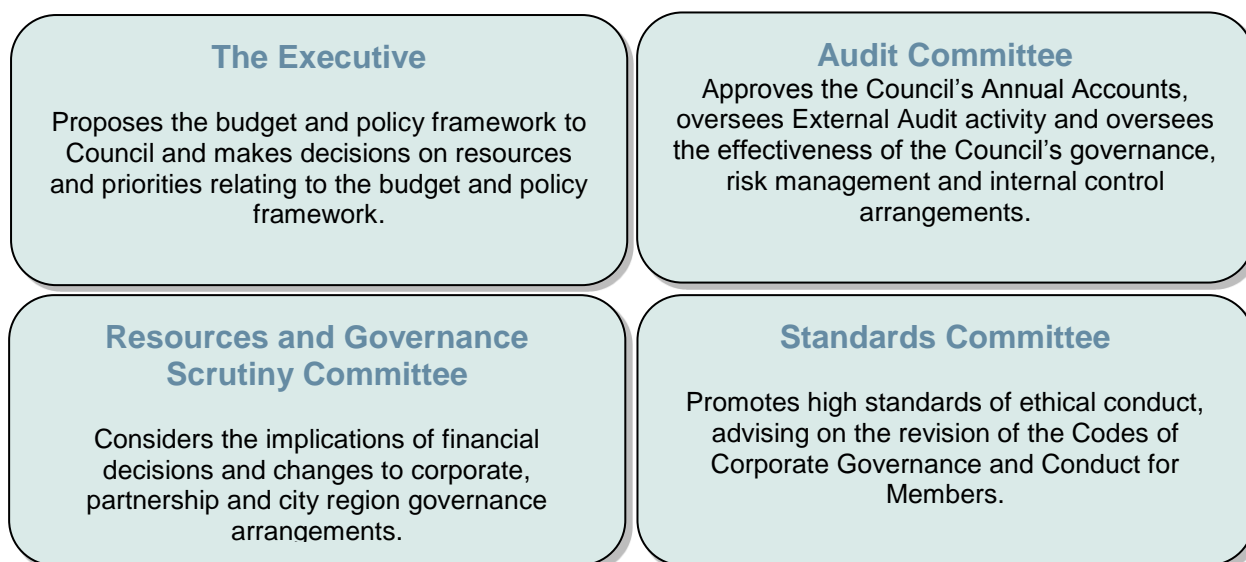 The Executive
Proposes the budget and policy framework to
Council and makes decisions on resources
and priorities relating to the budget and policy
framework.
Audit Committee
Approves the Council’s Annual Accounts,
oversees External Audit activity and oversees
the effectiveness of the Council’s governance,
risk management and internal control
arrangements.
Resources and Governance
Scrutiny Committee
Considers the implications of financial
decisions and changes to corporate,
partnership and city region governance
arrangements.
Standards Committee
Promotes high standards of ethical conduct,
advising on the revision of the Codes of
Corporate Governance and Conduct for
Members.